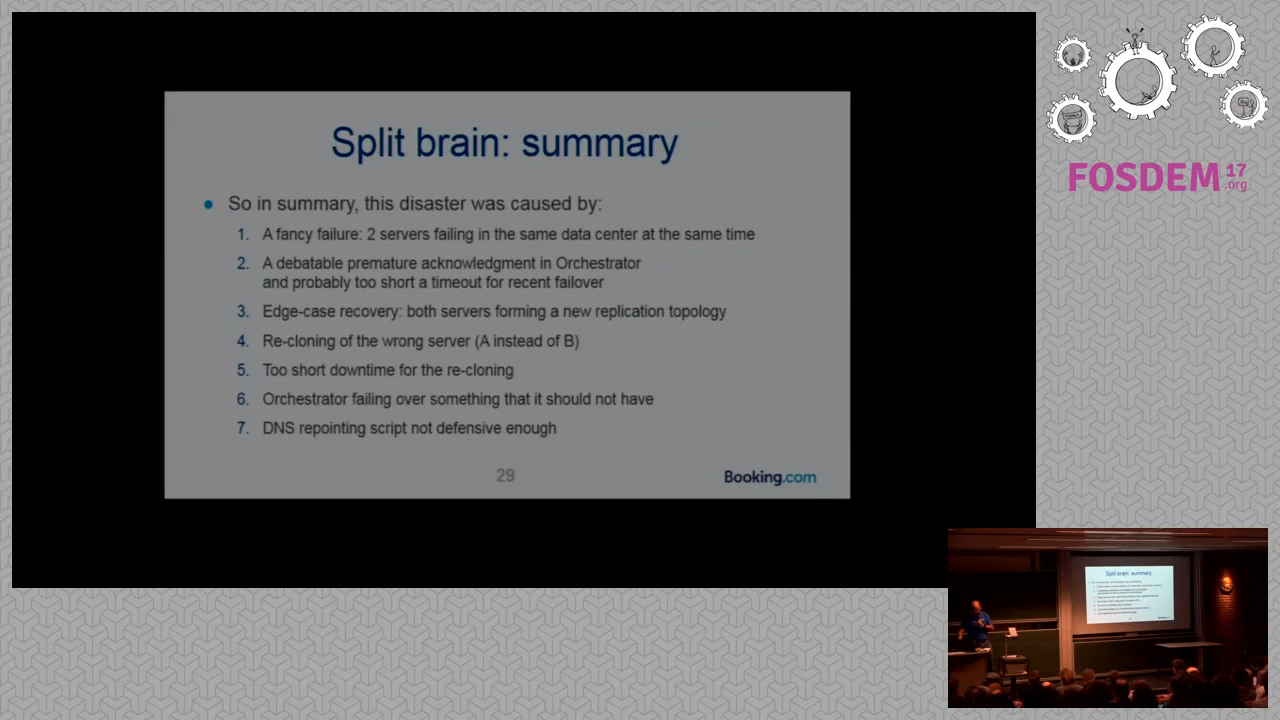 Split brain: summary
So in summary, this disaster was caused by:
1. A fancy failure: 2 servers failing in the same data center at the same time
2. A debatable premature acknowledgment in Orchestrator
and probably too short a timeout for recent failover
3. Edge-case recovery: both servers forming a new replication topology
4. Re-cloning of the wrong server (A instead of B)
5. Too short downtime for the re-cloning
6. Orchestrator failing over something that it should not have
7. DNS repointing script not defensive enough
29
Booking.com
FOSDEM 17
.org
Split brain: summary